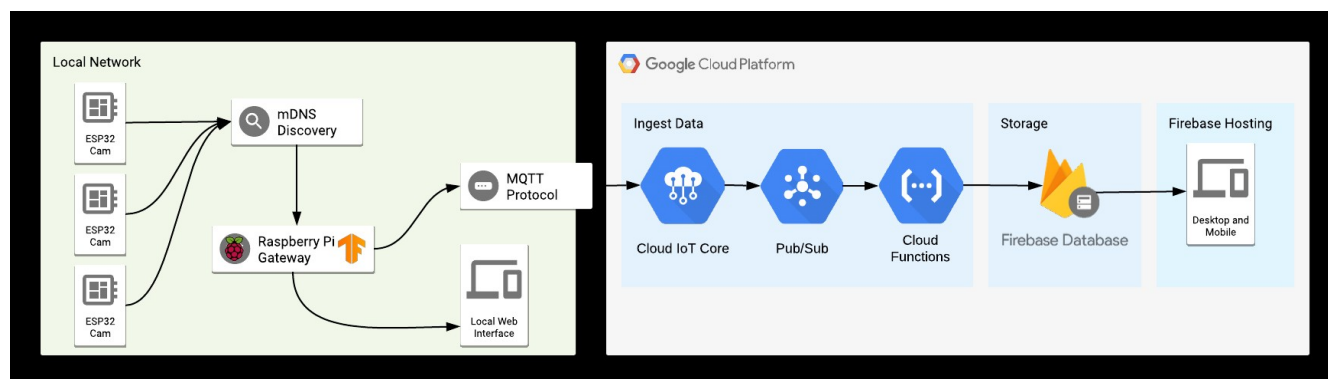 Local Network
ESP32
Cam
ESP32
Cam
ESP32
Cam
mDNS
Discovery
Raspberry Pi
Gateway
MQTT
Protocol
Local Web
Interface
Google Cloud Platform
Ingest Data
Cloud IoT Core
Pub/Sub
Cloud
Functions
Storage
Firebase Database
Firebase Hosting
Desktop and
Mobile